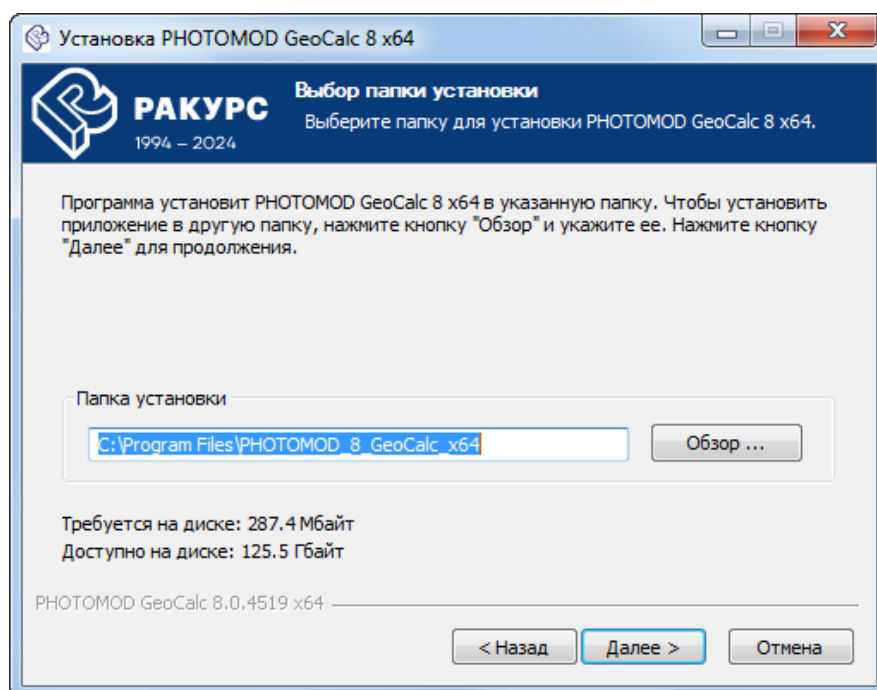 Установка PHOTOMOD GeoCalc 8 x64
РАКУРС
1994 – 2024
Выбор папки установки
Выберите папку для установки PHOTOMOD GeoCalc 8 x64.
Программа установит PHOTOMOD GeoCalc 8 x64 в указанную папку. Чтобы установить
приложение в другую папку, нажмите кнопку "Обзор" и укажите ее. Нажмите кнопку
"Далее" для продолжения.
Папка установки
C:\Program Files\PHOTOMOD_8_GeoCalc_x64
Обзор ...
Требуется на диске: 287.4 Мбайт
Доступно на диске: 125.5 Гбайт
PHOTOMOD GeoCalc 8.0.4519 x64
< Назад
Далее >
Отмена